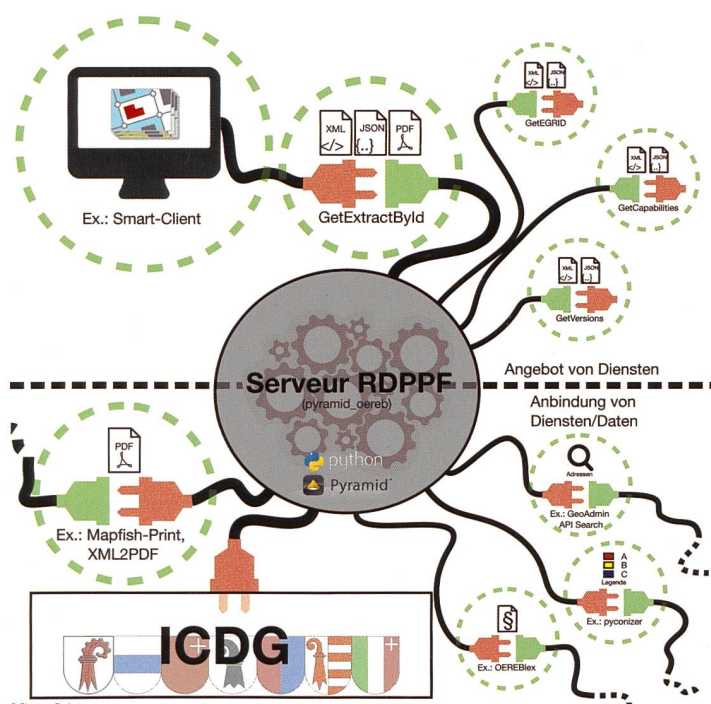 XML
</>
JSON
{..}
GetEGRID
XML
</>
JSON
{..}
PDF
GetExtractById
Ex.: Smart-Client
XML
</>
JSON
{..}
GetCapabilities
XML
</>
JSON
{..}
GetVersions
Angebot von Diensten
Serveur RDPPF
(pyramid_oereb)
python
Pyramid
Anbindung von
Diensten/Daten
PDF
Ex.: Mapfish-Print,
XML2PDF
Adressen
Ex.: GeoAdmin
API Search
A
B
C
Legende
Ex.: pyconizer
§
Ex.: OEREBlex
ICDG